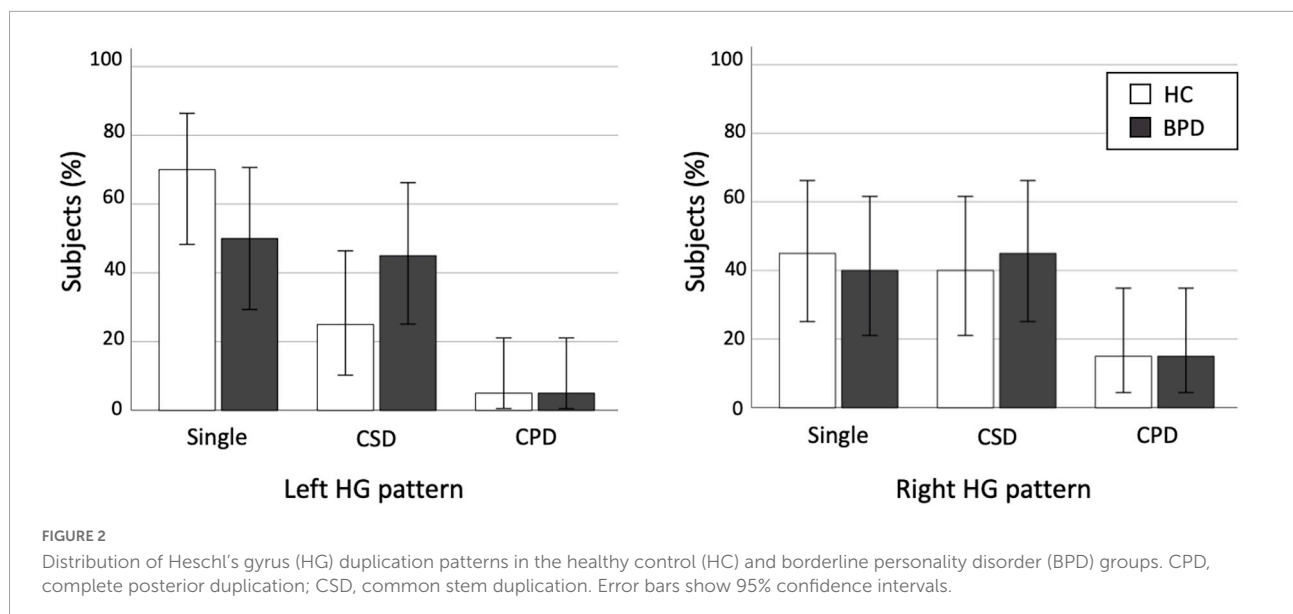 100
80
60
40
20
0
Subjects (%)
Single CSD CPD
Left HG pattern
100
80
60
40
20
0
Subjects (%)
HC
BPD
Single CSD CPD
Right HG pattern
FIGURE 2
Distribution of Heschl's gyrus (HG) duplication patterns in the healthy control (HC) and borderline personality disorder (BPD) groups. CPD,
complete posterior duplication; CSD, common stem duplication. Error bars show 95% confidence intervals.